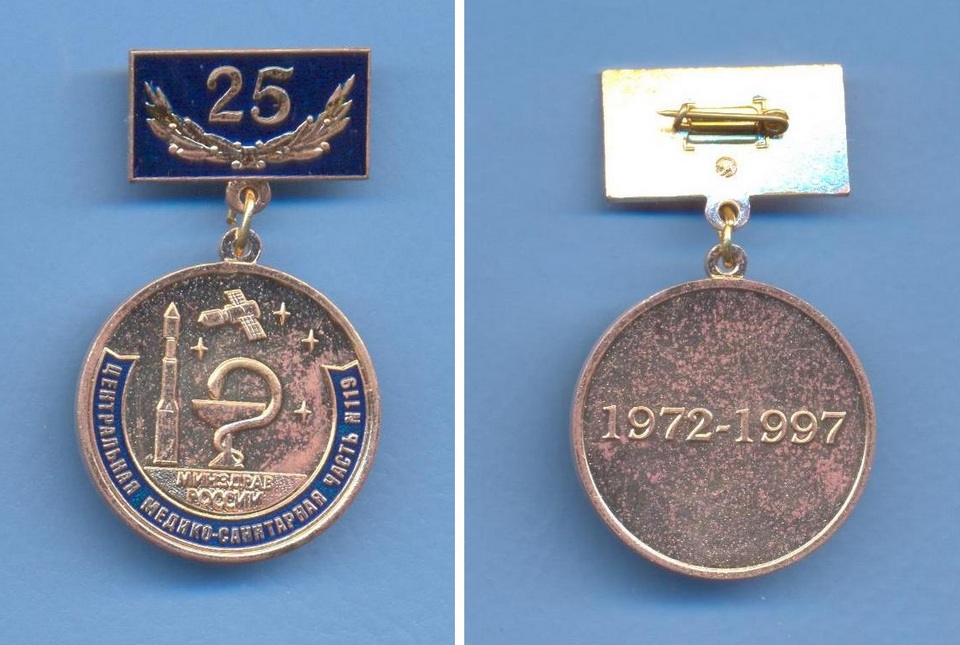 25
ЦЕНТРАЛЬНАЯ МЕДИКО-САНИТАРНАЯ ЧАСТЬ №119
МИНЗДРАВ
РОССИИ
1972-1997